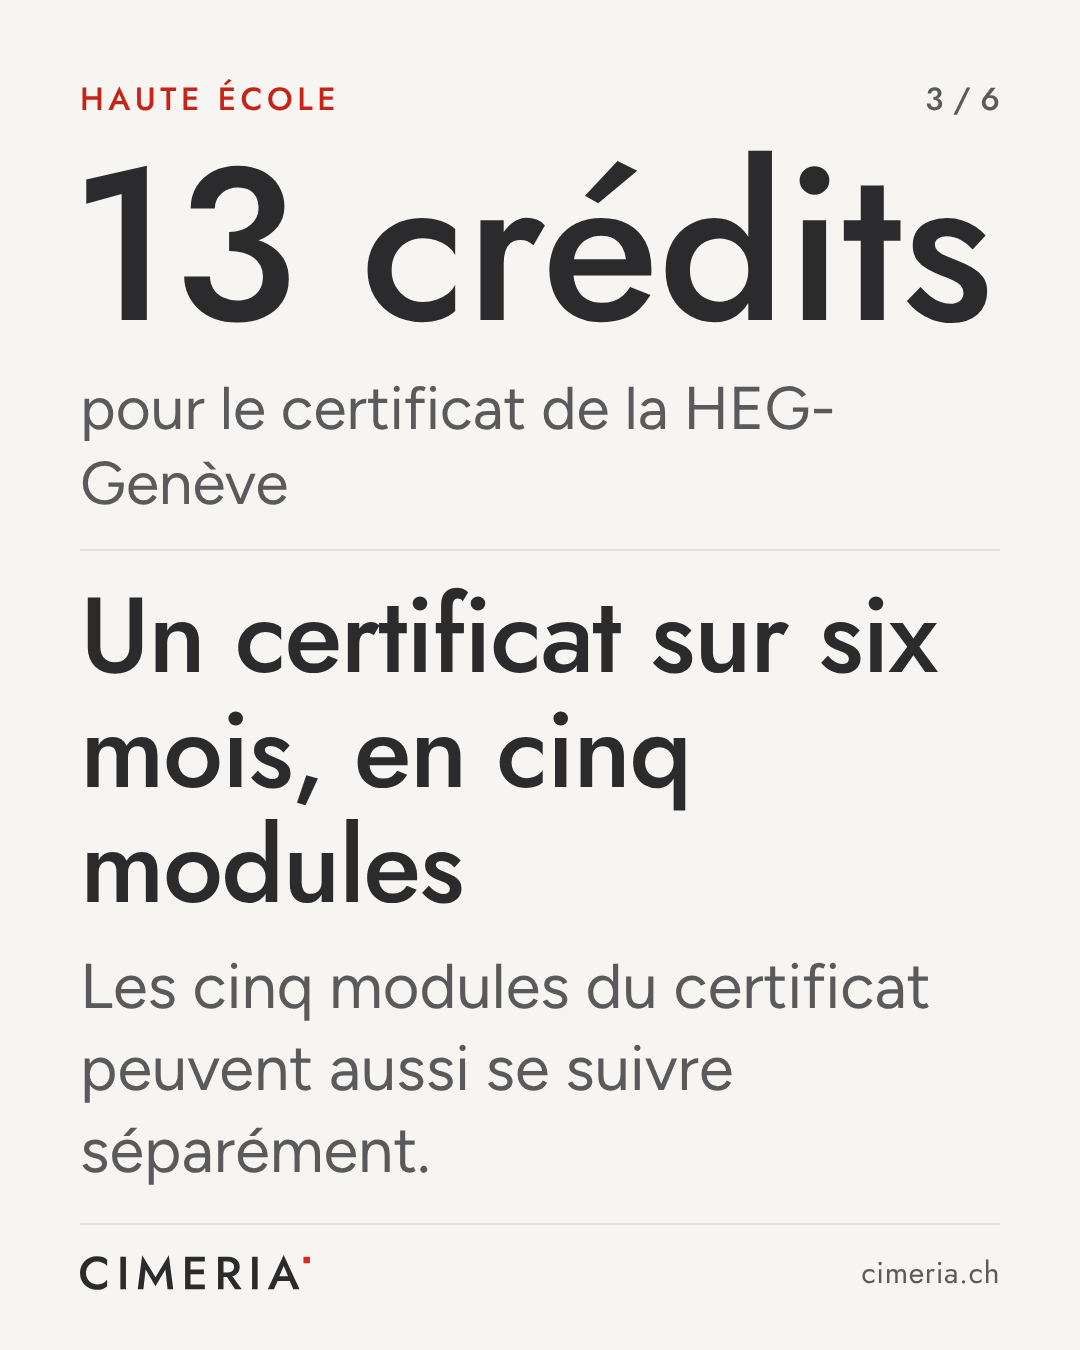 HAUTE ÉCOLE
3 / 6
13 crédits
pour le certificat de la HEG-
Genève
Un certificat sur six
mois, en cinq
modules
Les cinq modules du certificat
peuvent aussi se suivre
séparément.
CIMERIA
cimeria.ch